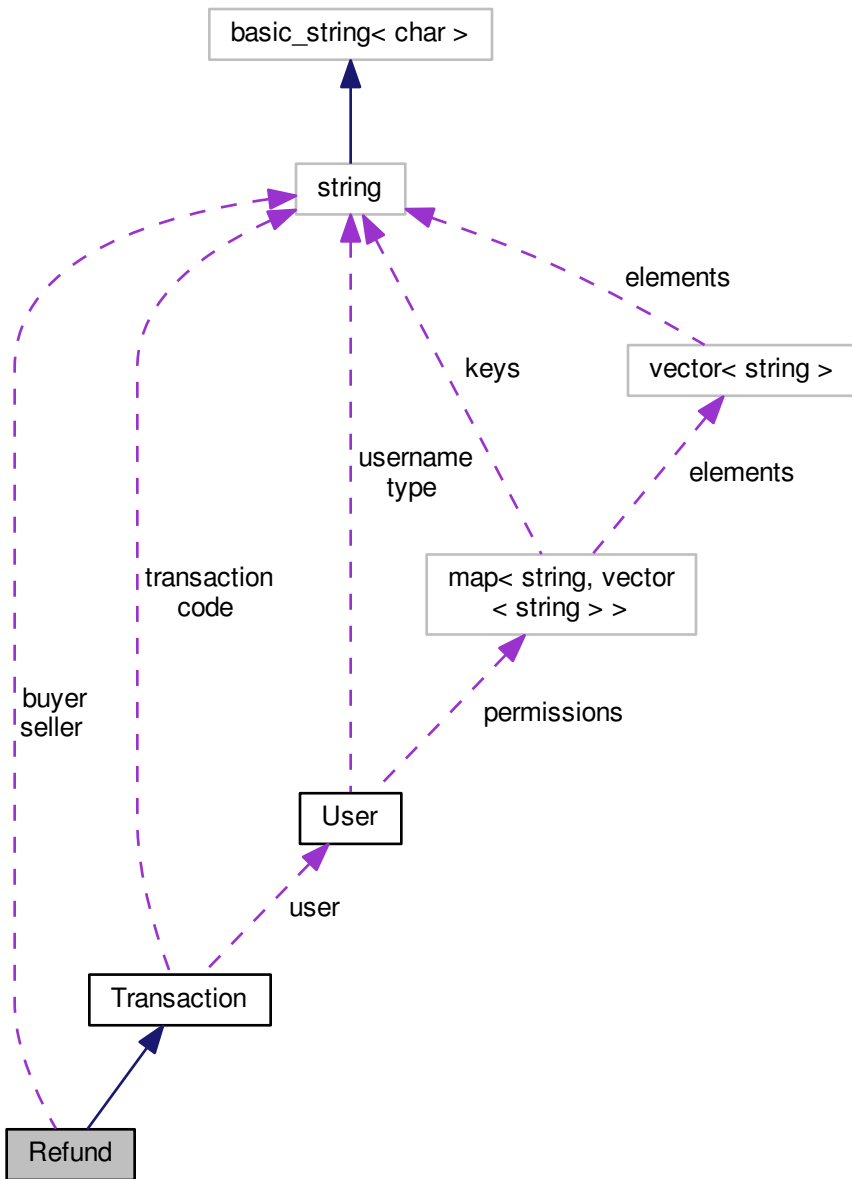 basic_string< char >
string
elements
vector< string >
keys
username
type
elements
transaction
code
map< string, vector
< string > >
buyer
seller
permissions
User
user
Transaction
Refund